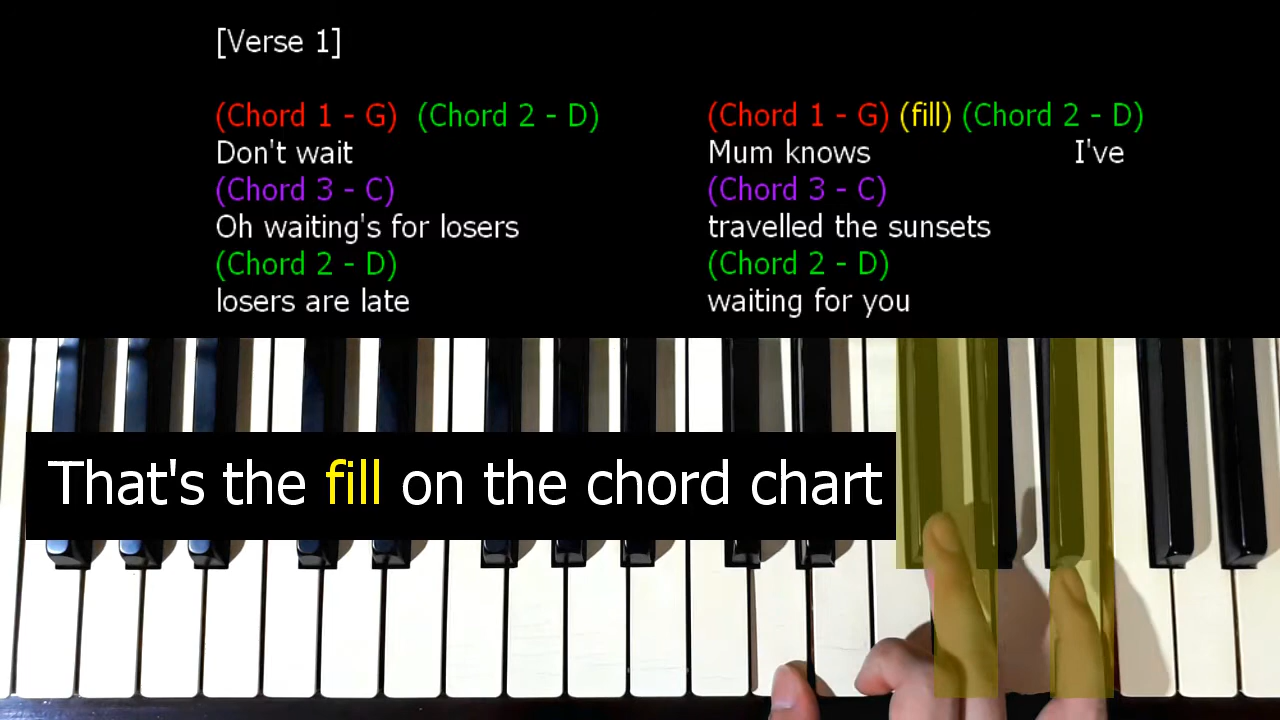 [Verse 1]
(Chord 1 - G) (Chord 2 - D)
Don't wait
(Chord 3 - C)
Oh waiting's for losers
(Chord 2 - D)
losers are late
(Chord 1 - G) (fill) (Chord 2 - D)
Mum knows I've
(Chord 3 - C)
travelled the sunsets
(Chord 2 - D)
waiting for you
That's the fill on the chord chart